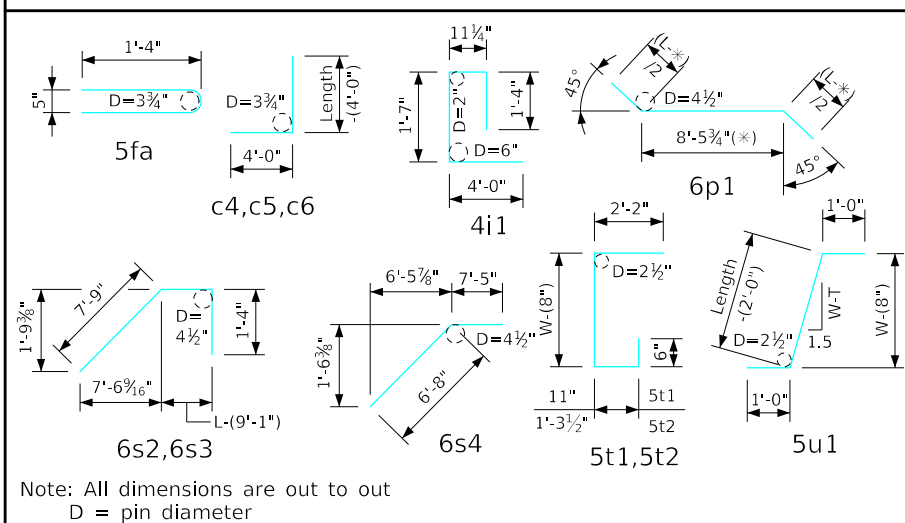 1'-4"
5"
D=3¾"
5fa
D=3¾"
Length
-(4'-0")
4'-0"
c4,c5,c6
11¼"
1'-7"
D=2"
1'-4"
D=6"
4'-0"
4i1
45°
(L-✳)
/2
D=4½"
8'-5¾"(✳)
(L-✳)
/2
45°
6p1
1'-9⅜"
7'-9"
D=
4½"
1'-4"
7'-6⁹⁄₁₆"
L-(9'-1")
6s2,6s3
6'-5⅞"
7'-5"
1'-6⅜"
D=4½"
6'-8"
6s4
2'-2"
W-(8")
D=2½"
6"
11"
1'-3½"
5t1
5t2
5t1,5t2
1'-0"
Length
-(2'-0")
W-T
1.5
W-(8")
D=2½"
1'-0"
5u1
Note: All dimensions are out to out
D = pin diameter